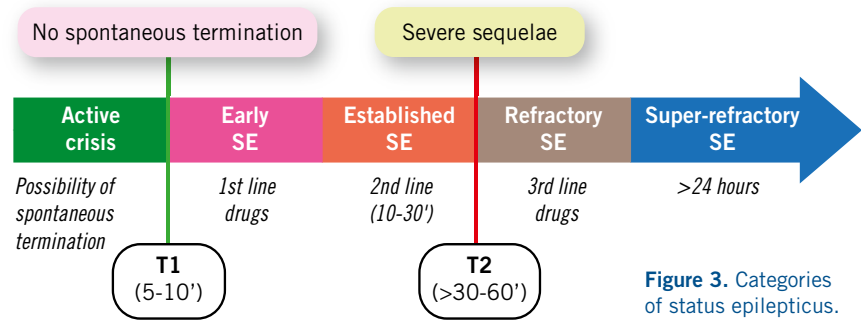 No spontaneous termination
Severe sequelae
Active
crisis
Early
SE
Established
SE
Refractory
SE
Super-refractory
SE
Possibility of
spontaneous
termination
1st line
drugs
2nd line
(10-30')
3rd line
drugs
>24 hours
T1
(5-10’)
T2
(>30-60’)
Figure 3. Categories
of status epilepticus.